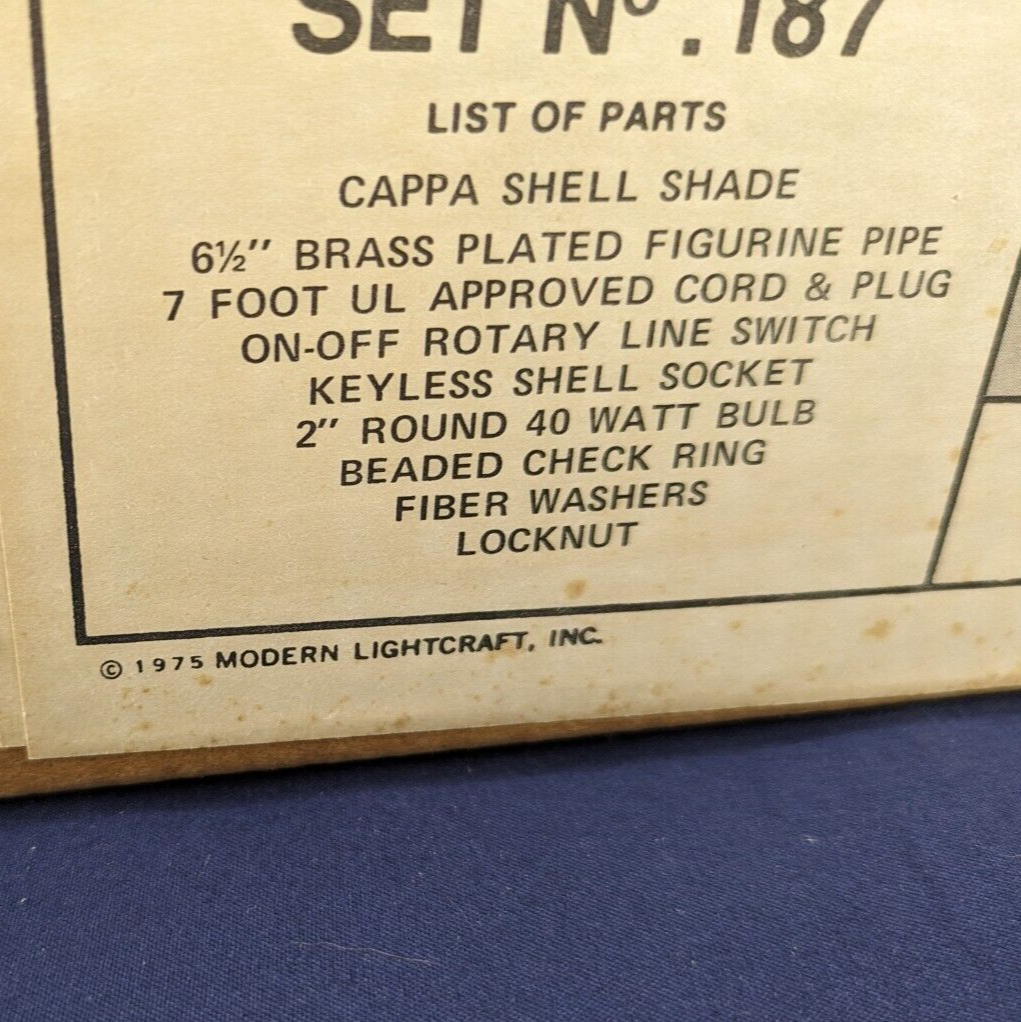 SET Nº. 187
LIST OF PARTS
CAPPA SHELL SHADE
6½" BRASS PLATED FIGURINE PIPE
7 FOOT UL APPROVED CORD & PLUG
ON-OFF ROTARY LINE SWITCH
KEYLESS SHELL SOCKET
2" ROUND 40 WATT BULB
BEADED CHECK RING
FIBER WASHERS
LOCKNUT
© 1975 MODERN LIGHTCRAFT, INC.